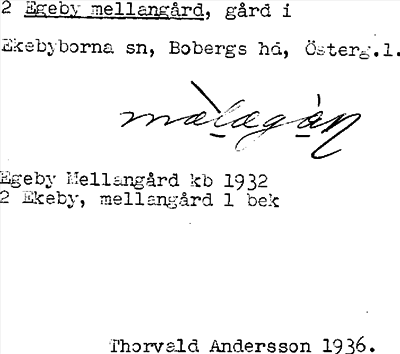 2 Egeby mellangård, gård i
Ekebyborna sn, Bobergs hd, Österg.l.
Egeby Mellangård kb 1932
2 Ekeby, mellangård 1 bek
Thorvald Andersson 1936.